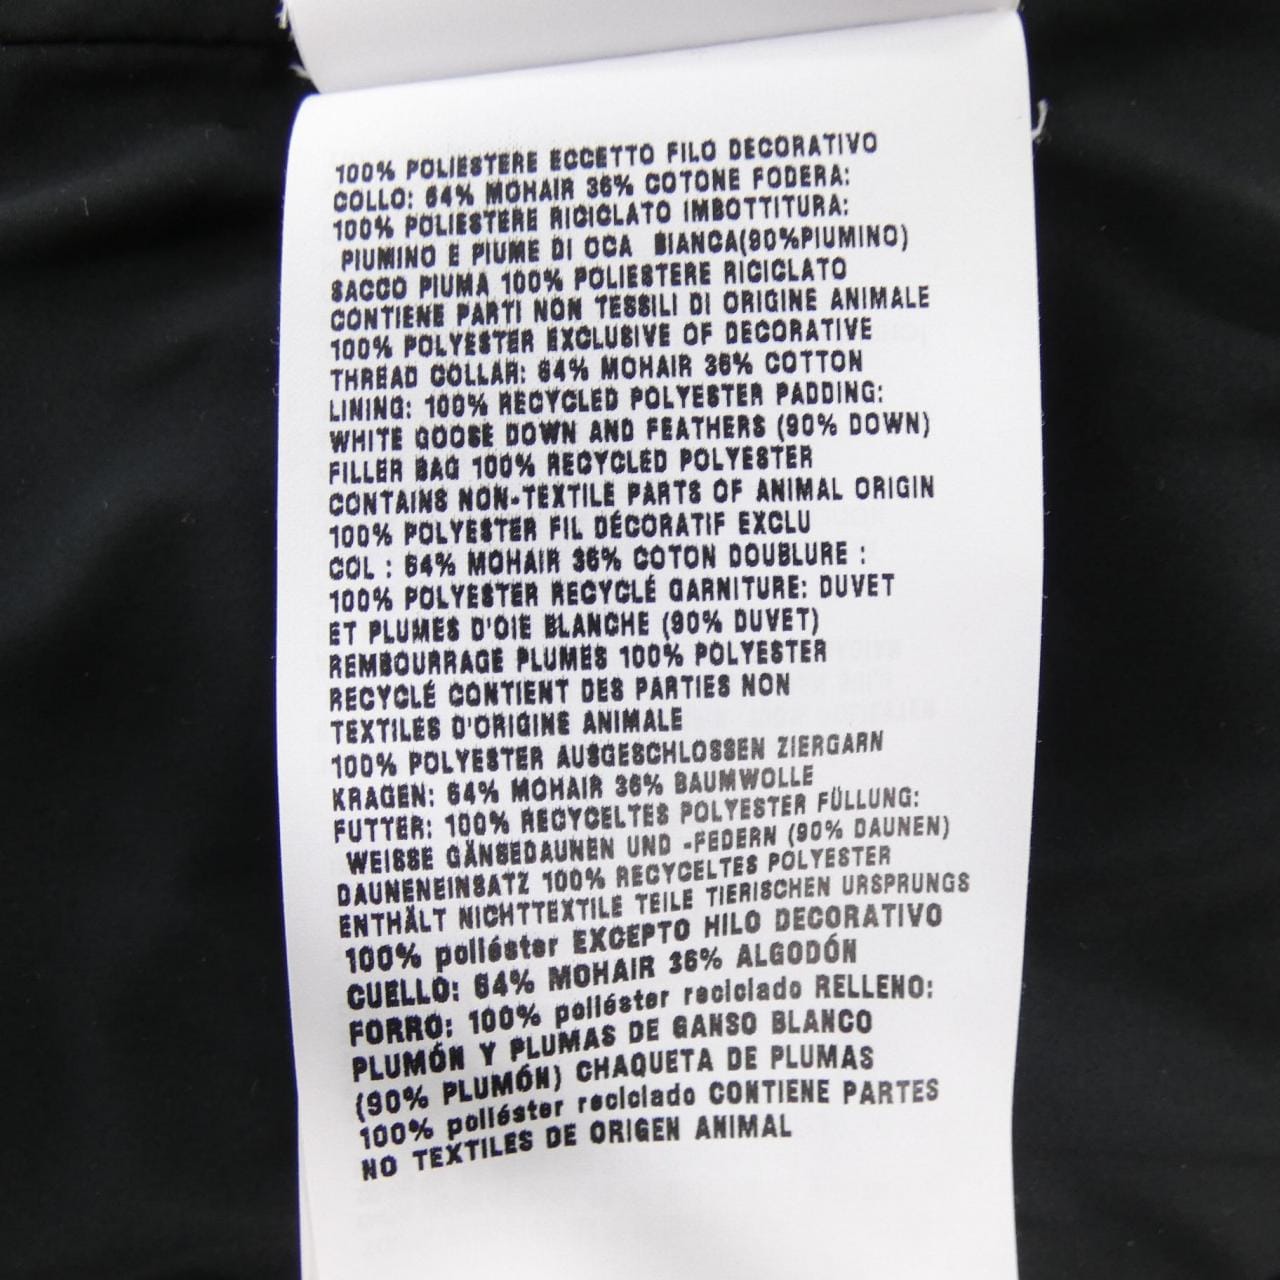 100% POLIESTERE ECCETTO FILO DECORATIVO
COLLO: 64% MOHAIR 36% COTONE FODERA:
100% POLIESTERE RICICLATO IMBOTTITURA:
PIUMINO E PIUME DI OCA BIANCA(90%PIUMINO)
SACCO PIUMA 100% POLIESTERE RICICLATO
CONTIENE PARTI NON TESSILI DI ORIGINE ANIMALE
100% POLYESTER EXCLUSIVE OF DECORATIVE
THREAD COLLAR: 64% MOHAIR 36% COTTON
LINING: 100% RECYCLED POLYESTER PADDING:
WHITE GOOSE DOWN AND FEATHERS (90% DOWN)
FILLER BAG 100% RECYCLED POLYESTER
CONTAINS NON-TEXTILE PARTS OF ANIMAL ORIGIN
100% POLYESTER FIL DÉCORATIF EXCLU
COL : 64% MOHAIR 36% COTON DOUBLURE :
100% POLYESTER RECYCLÉ GARNITURE: DUVET
ET PLUMES D'OIE BLANCHE (90% DUVET)
REMBOURRAGE PLUMES 100% POLYESTER
RECYCLÉ CONTIENT DES PARTIES NON
TEXTILES D'ORIGINE ANIMALE
100% POLYESTER AUSGESCHLOSSEN ZIERGARN
KRAGEN: 64% MOHAIR 36% BAUMWOLLE
FUTTER: 100% RECYCELTES POLYESTER FÜLLUNG:
WEISSE GÄNSEDAUNEN UND -FEDERN (90% DAUNEN)
DAUNENEINSATZ 100% RECYCELTES POLYESTER
ENTHÄLT NICHTTEXTILE TEILE TIERISCHEN URSPRUNGS
100% poliéster EXCEPTO HILO DECORATIVO
CUELLO: 64% MOHAIR 36% ALGODÓN
FORRO: 100% poliéster reciclado RELLENO:
PLUMÓN Y PLUMAS DE GANSO BLANCO
(90% PLUMÓN) CHAQUETA DE PLUMAS
100% poliéster reciclado CONTIENE PARTES
NO TEXTILES DE ORIGEN ANIMAL